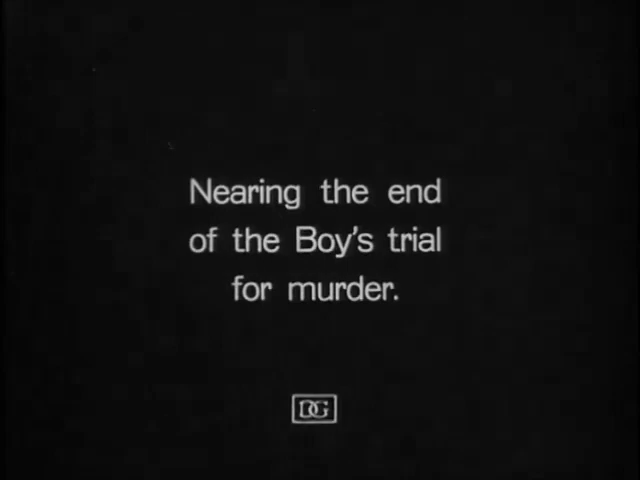 Nearing the end
of the Boy's trial
for murder.
DG